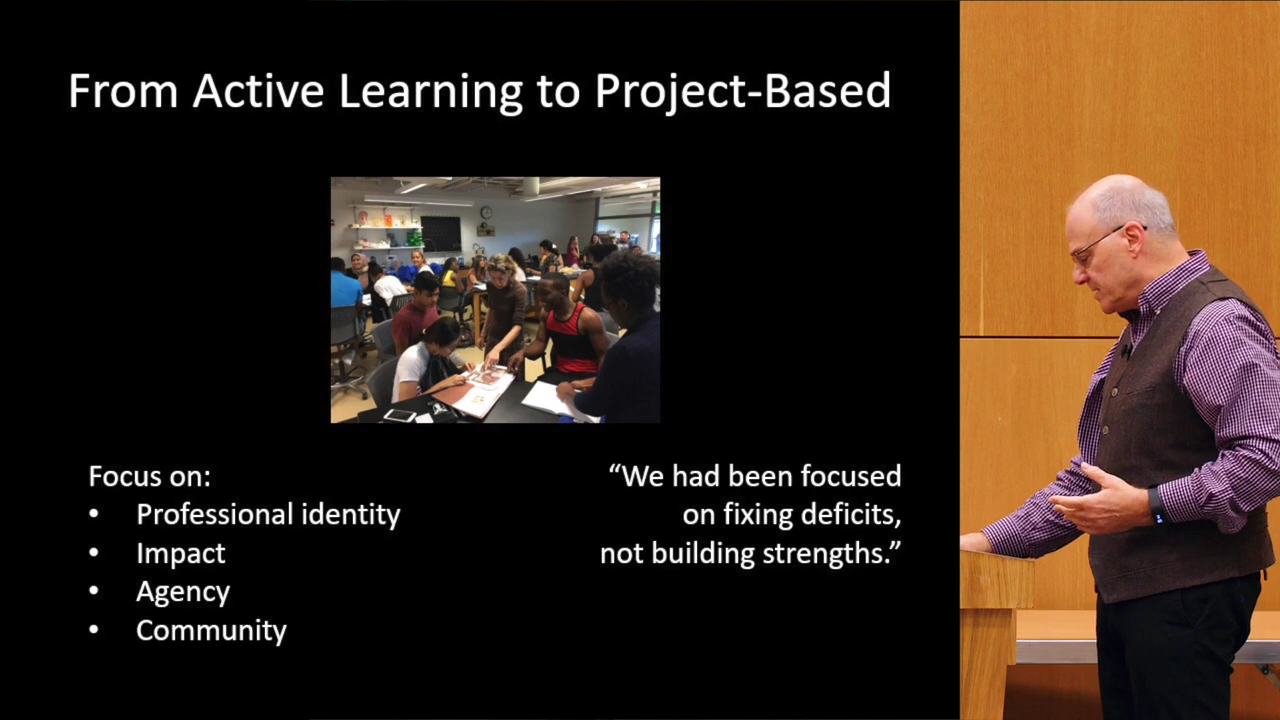 From Active Learning to Project-Based
Focus on:
• Professional identity
• Impact
• Agency
• Community
“We had been focused
on fixing deficits,
not building strengths.”